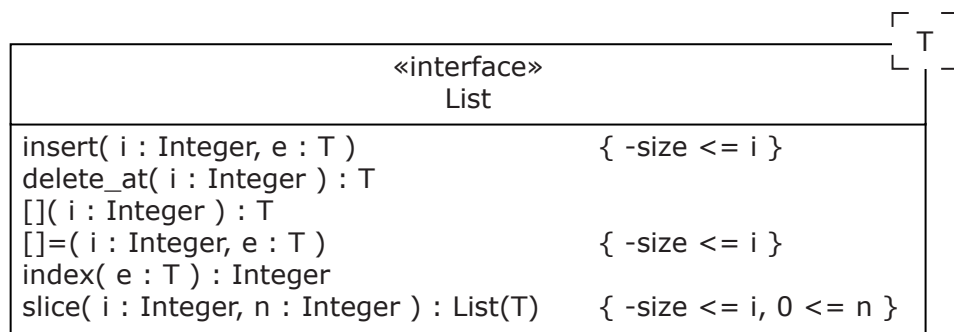 T
«interface»
List
insert( i : Integer, e : T ) { -size <= i }
delete_at( i : Integer ) : T
[]( i : Integer ) : T
[]=( i : Integer, e : T ) { -size <= i }
index( e : T ) : Integer
slice( i : Integer, n : Integer ) : List(T) { -size <= i, 0 <= n }